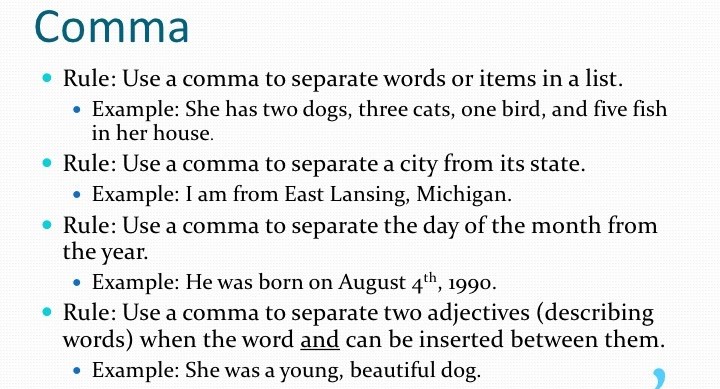 Comma
• Rule: Use a comma to separate words or items in a list.
• Example: She has two dogs, three cats, one bird, and five fish
in her house.
• Rule: Use a comma to separate a city from its state.
• Example: I am from East Lansing, Michigan.
• Rule: Use a comma to separate the day of the month from
the year.
• Example: He was born on August 4th, 1990.
• Rule: Use a comma to separate two adjectives (describing
words) when the word and can be inserted between them.
• Example: She was a young, beautiful dog.
,